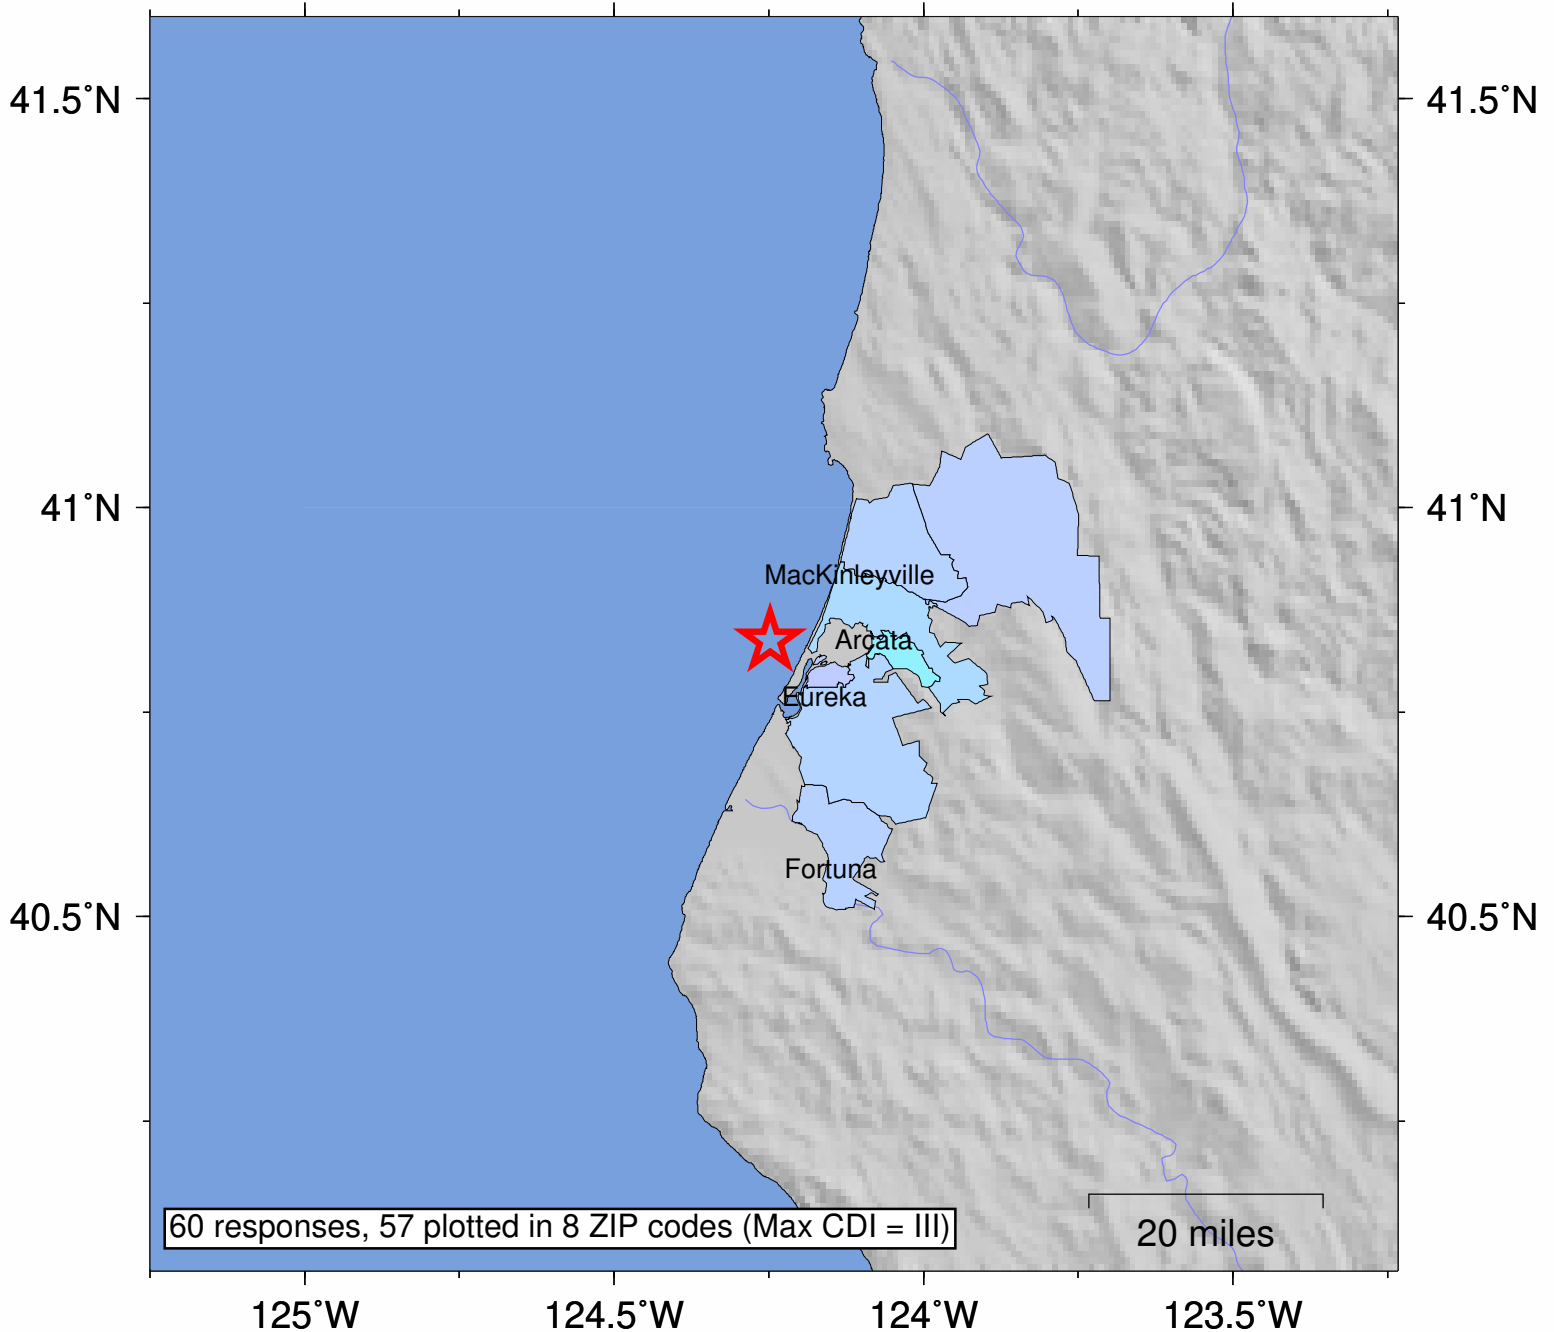 41.5˚N 41.5˚N
41˚N 41˚N
MacKinleyville
Arcata
Eureka
Fortuna
40.5˚N 40.5˚N
60 responses, 57 plotted in 8 ZIP codes (Max CDI = III)
20 miles
125˚W 124.5˚W 124˚W 123.5˚W